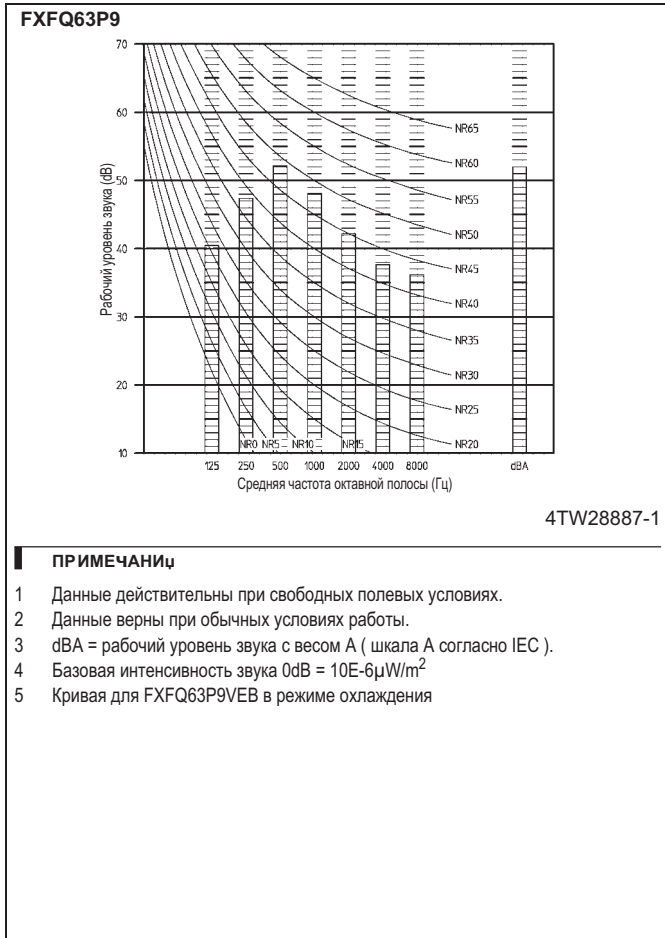 FXFQ63P9
Рабочий уровень звука (dB)
70
60
50
40
30
20
10
NR65
NR60
NR55
NR50
NR45
NR40
NR35
NR30
NR25
NR20
NR0 NR5 NR10 NR15
125 250 500 1000 2000 4000 8000 dBA
Средняя частота октавной полосы (Гц)
4TW28887-1
ПРИМЕЧАНИµ
1 Данные действительны при свободных полевых условиях.
2 Данные верны при обычных условиях работы.
3 dBA = рабочий уровень звука с весом А ( шкала А согласно IEC ).
4 Базовая интенсивность звука 0dB = 10E-6µW/m²
5 Кривая для FXFQ63P9VEB в режиме охлаждения